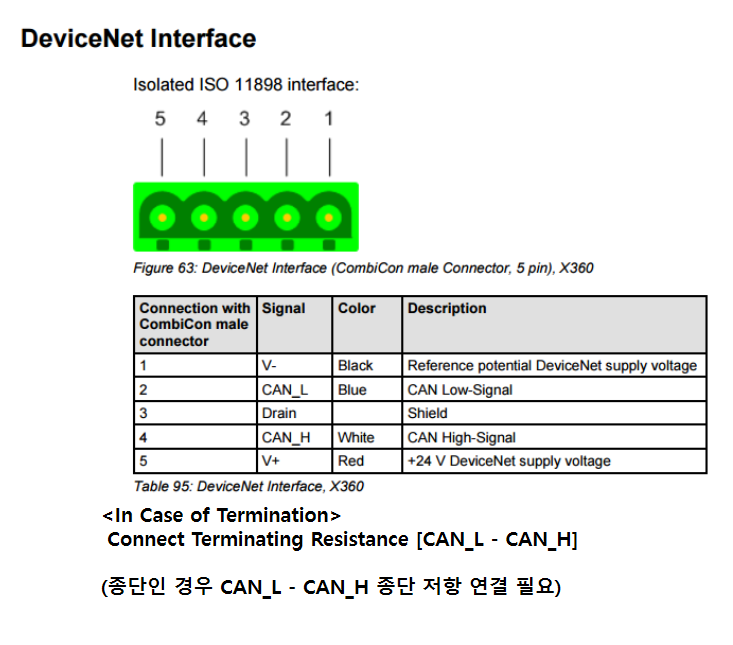 DeviceNet Interface
Isolated ISO 11898 interface:
5 4 3 2 1
Figure 63: DeviceNet Interface (CombiCon male Connector, 5 pin), X360
Connection with CombiCon male connector Signal Color Description
1 V- Black Reference potential DeviceNet supply voltage
2 CAN_L Blue CAN Low-Signal
3 Drain Shield
4 CAN_H White CAN High-Signal
5 V+ Red +24 V DeviceNet supply voltage
Table 95: DeviceNet Interface, X360
<In Case of Termination>
Connect Terminating Resistance [CAN_L - CAN_H]
(종단인 경우 CAN_L - CAN_H 종단 저항 연결 필요)